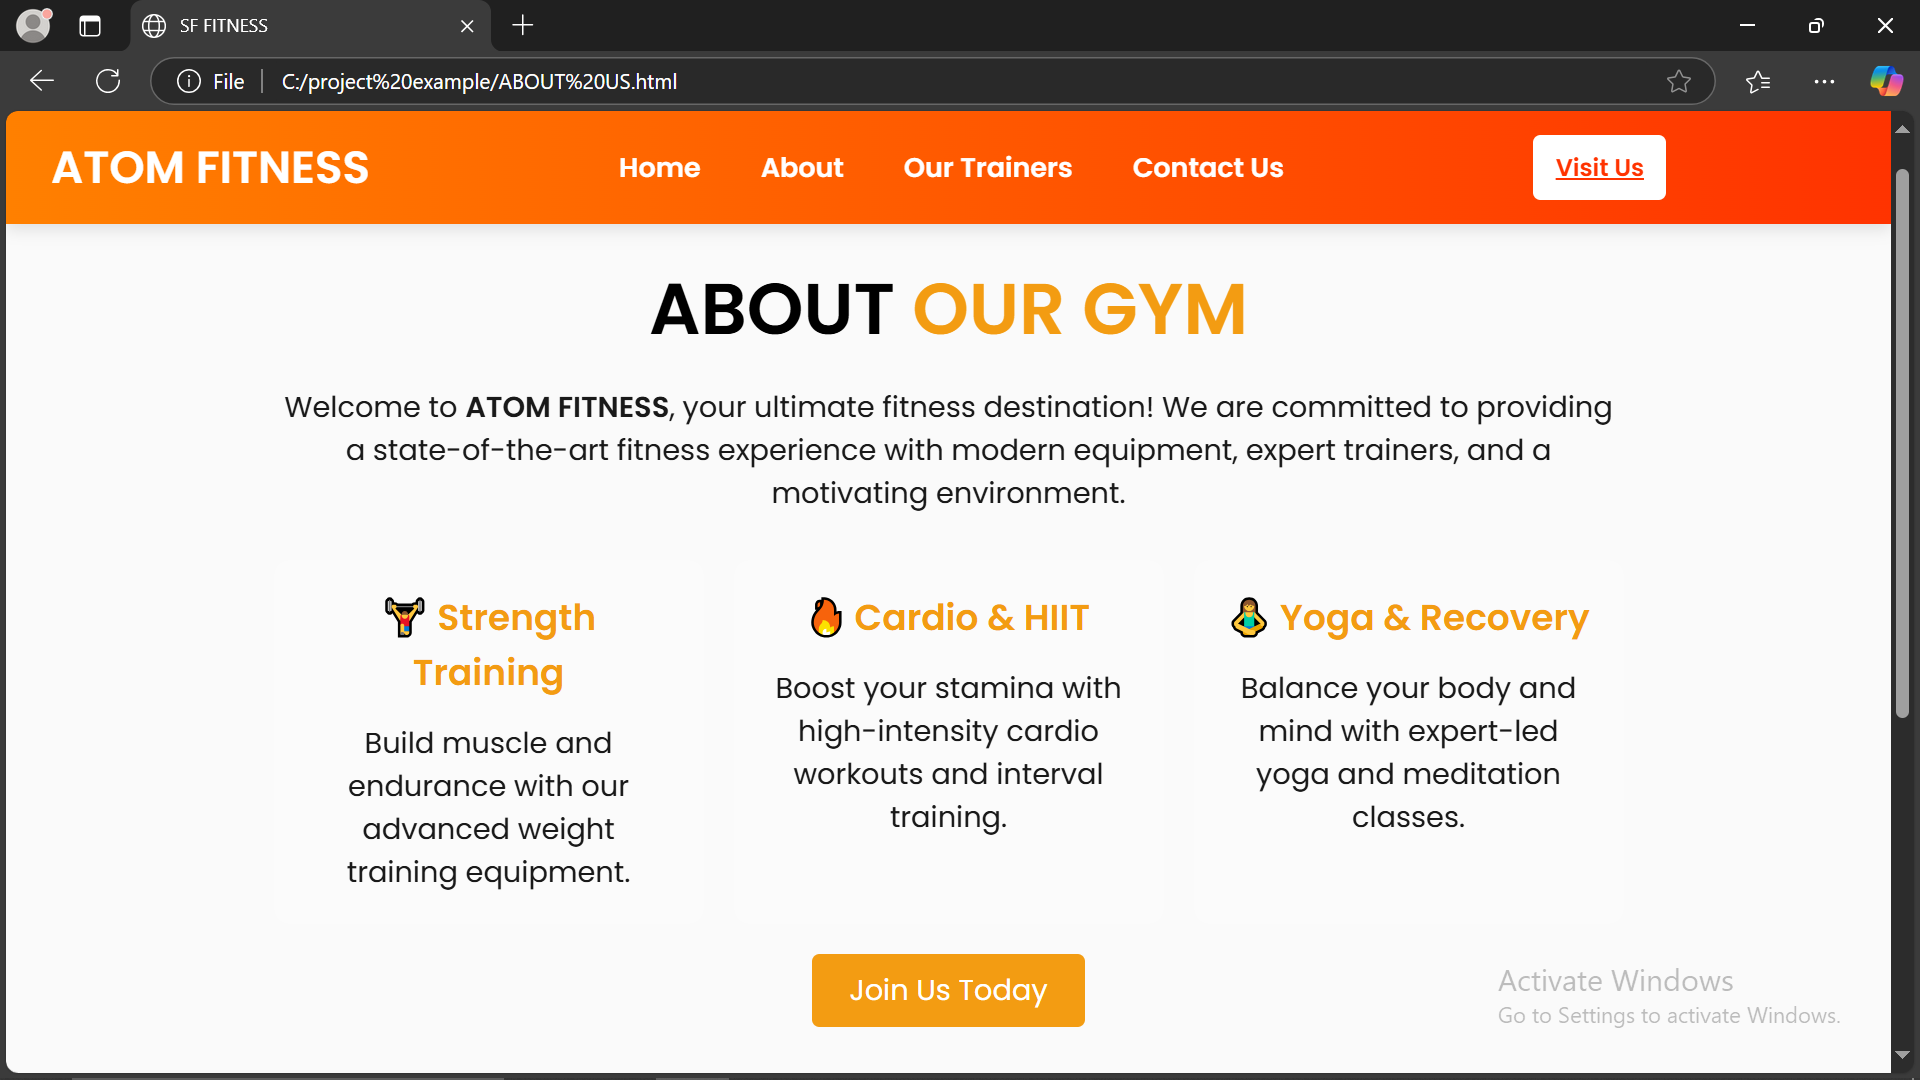 SF FITNESS
File
C:/project%20example/ABOUT%20US.html
ATOM FITNESS
Home
About
Our Trainers
Contact Us
Visit Us
ABOUT OUR GYM
Welcome to ATOM FITNESS, your ultimate fitness destination! We are committed to providing
a state-of-the-art fitness experience with modern equipment, expert trainers, and a
motivating environment.
Strength
Training
Build muscle and
endurance with our
advanced weight
training equipment.
Cardio & HIIT
Boost your stamina with
high-intensity cardio
workouts and interval
training.
Yoga & Recovery
Balance your body and
mind with expert-led
yoga and meditation
classes.
Join Us Today
Activate Windows
Go to Settings to activate Windows.